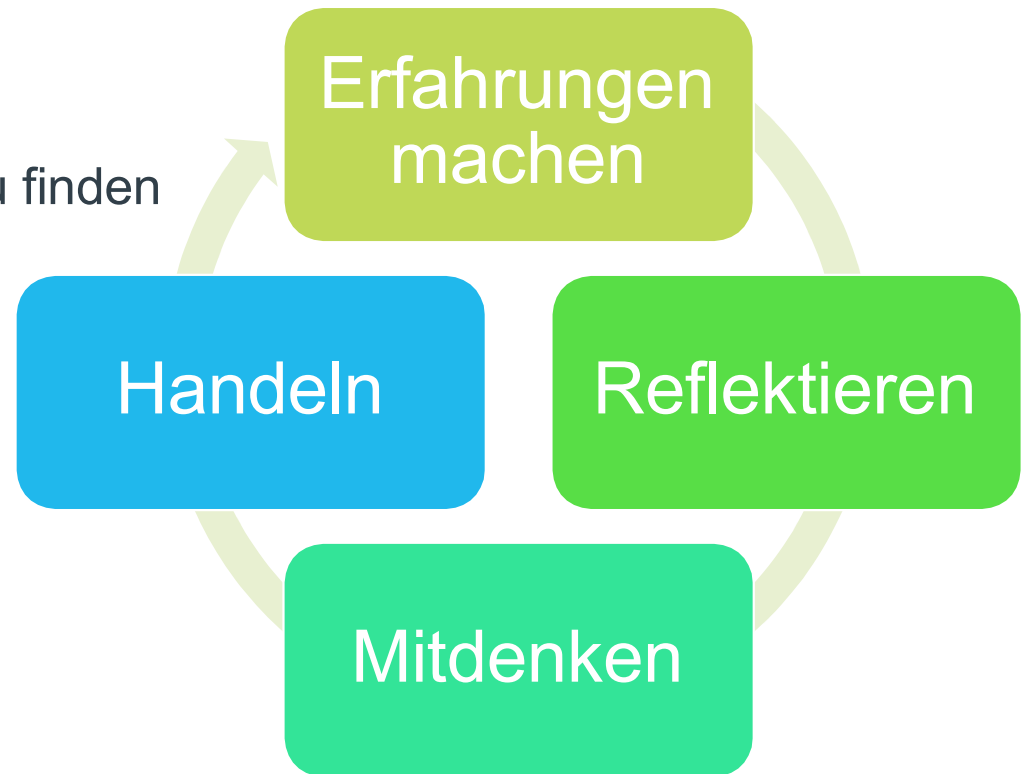 Erfahrungen
machen
finden
Handeln
Reflektieren
Mitdenken